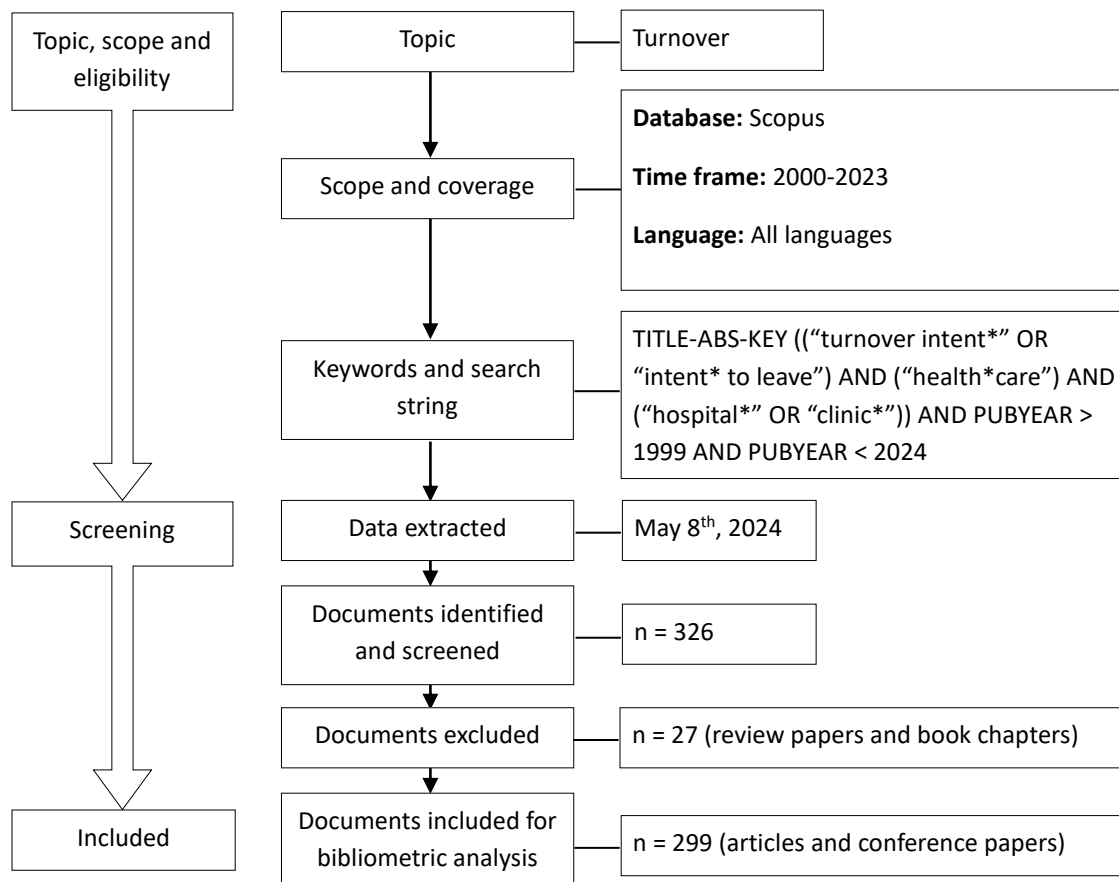 Topic, scope and
eligibility
Topic
Turnover
Database: Scopus
Time frame: 2000-2023
Language: All languages
Scope and coverage
Keywords and search
string
TITLE-ABS-KEY ((“turnover intent*” OR
“intent* to leave”) AND (“health*care”) AND
(“hospital*” OR “clinic*”)) AND PUBYEAR >
1999 AND PUBYEAR < 2024
Screening
Data extracted
May 8th, 2024
Documents identified
and screened
n = 326
Documents excluded
n = 27 (review papers and book chapters)
Included
Documents included for
bibliometric analysis
n = 299 (articles and conference papers)